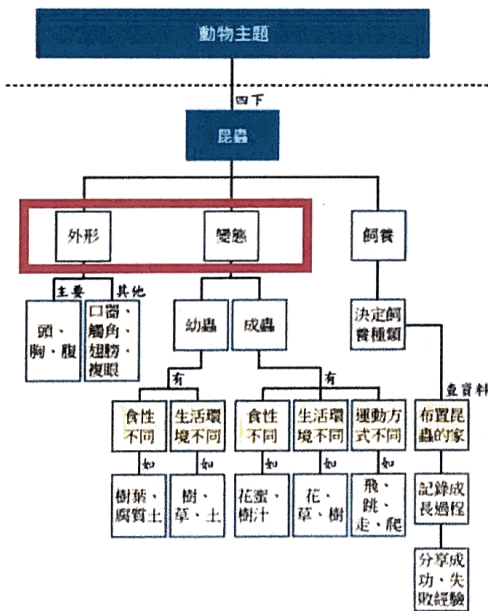 動物主題
四下
昆蟲
外形
變態
飼養
主要
其他
頭、
胸、腹
口器、
觸角、
翅膀、
複眼
幼蟲
成蟲
決定飼
養種類
有
有
查資料
食性
不同
生活環
境不同
食性
不同
生活環
境不同
運動方
式不同
布置昆
蟲的家
如
如
如
如
如
樹葉、
腐質土
樹、
草、土
花蜜、
樹汁
花、
草、樹
飛、
跳、
走、爬
記錄成
長過程
分享成
功、失
敗經驗